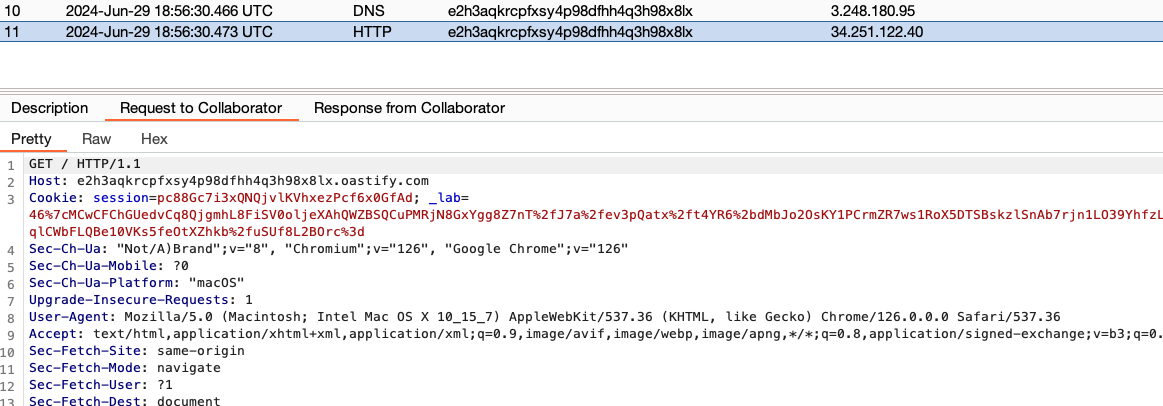 10 2024-Jun-29 18:56:30.466 UTC DNS e2h3aqkrcpfxsy4p98dfhh4q3h98x8lx 3.248.180.95
11 2024-Jun-29 18:56:30.473 UTC HTTP e2h3aqkrcpfxsy4p98dfhh4q3h98x8lx 34.251.122.40
Description Request to Collaborator Response from Collaborator
Pretty Raw Hex
1 GET / HTTP/1.1
2 Host: e2h3aqkrcpfxsy4p98dfhh4q3h98x8lx.oastify.com
3 Cookie: session=pc88Gc7i3xQNQjvlKVhxezPcf6x0GfAd; _lab=
46%7cMCwCFChGUedvCq8QjgmhL8FiSV0oljeXAhQWZBSQCuPMRjN8GxYgg8Z7nT%2fJ7a%2fev3pQatx%2ft4YR6%2bdMbJo2OsKY1PCrmZR7ws1RoX5DTSBskzlSnAb7rjn1LO39YhfzL
qlCWbFLQBe10VKs5feOtXZhkb%2fuSUf8L2BOrc%3d
4 Sec-Ch-Ua: "Not/A)Brand";v="8", "Chromium";v="126", "Google Chrome";v="126"
5 Sec-Ch-Ua-Mobile: ?0
6 Sec-Ch-Ua-Platform: "macOS"
7 Upgrade-Insecure-Requests: 1
8 User-Agent: Mozilla/5.0 (Macintosh; Intel Mac OS X 10_15_7) AppleWebKit/537.36 (KHTML, like Gecko) Chrome/126.0.0.0 Safari/537.36
9 Accept: text/html,application/xhtml+xml,application/xml;q=0.9,image/avif,image/webp,image/apng,*/*;q=0.8,application/signed-exchange;v=b3;q=0.
10 Sec-Fetch-Site: same-origin
11 Sec-Fetch-Mode: navigate
12 Sec-Fetch-User: ?1
13 Sec-Fetch-Dest: document